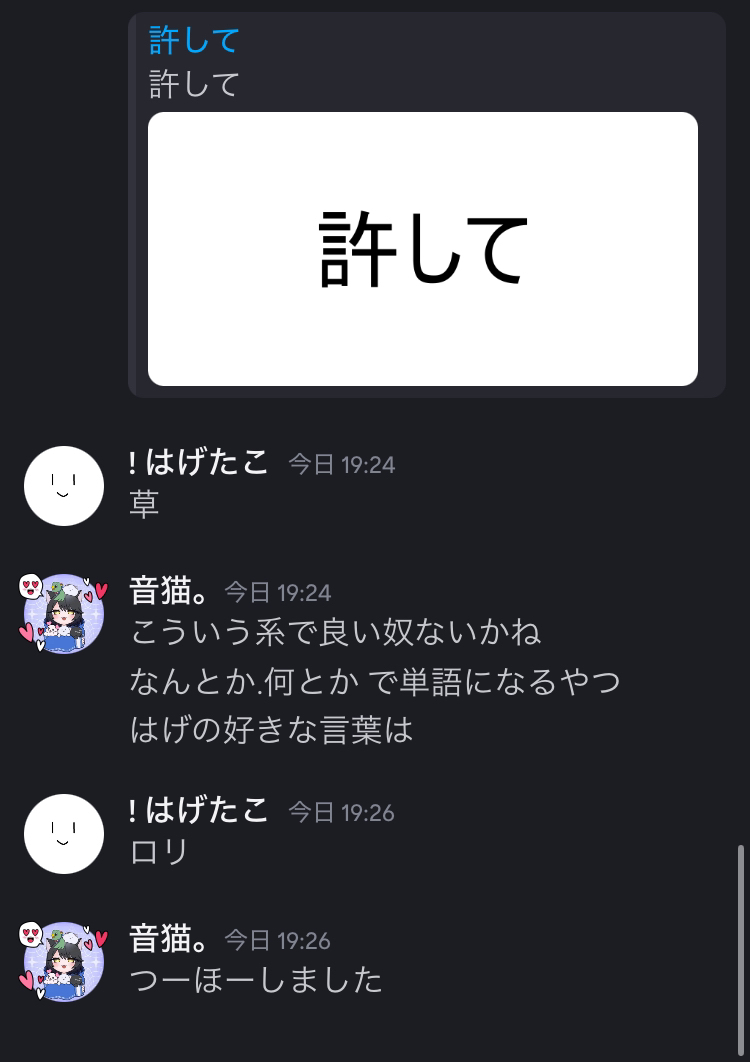 許して
許して
許して
! はげたこ 今日 19:24
草
音猫。 今日 19:24
こういう系で良い奴ないかね
なんとか.何とか で単語になるやつ
はげの好きな言葉は
! はげたこ 今日 19:26
ロリ
音猫。 今日 19:26
つーほーしました